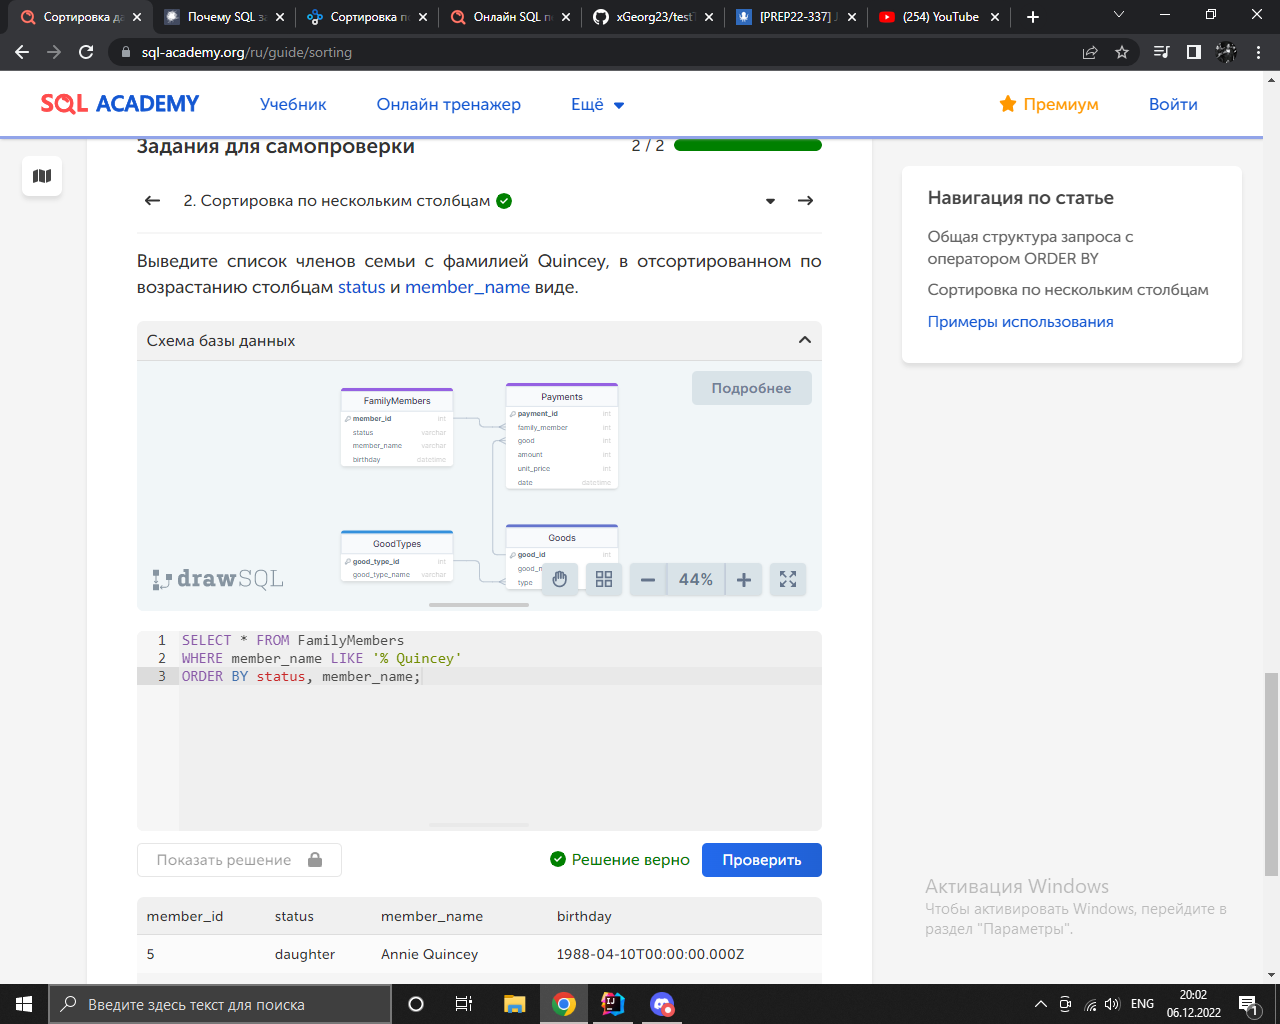 Сортировка да
Почему SQL за
Сортировка п
Онлайн SQL п
xGeorg23/test
[PREP22-337] J
(254) YouTube
sql-academy.org/ru/guide/sorting
SQL ACADEMY
Учебник
Онлайн тренажер
Ещё
Премиум
Войти
Задания для самопроверки
2 / 2
2. Сортировка по нескольким столбцам
Выведите список членов семьи с фамилией Quincey, в отсортированном по
возрастанию столбцам status и member_name виде.
Схема базы данных
Подробнее
FamilyMembers
member_id int
status varchar
member_name varchar
birthday datetime
Payments
payment_id int
family_member int
good int
amount int
unit_price int
date datetime
GoodTypes
good_type_id int
good_type_name varchar
Goods
good_id int
good_n
type
drawSQL
44%
1 SELECT * FROM FamilyMembers
2 WHERE member_name LIKE '% Quincey'
3 ORDER BY status, member_name;
Показать решение
Решение верно
Проверить
member_id status member_name birthday
5 daughter Annie Quincey 1988-04-10T00:00:00.000Z
Навигация по статье
Общая структура запроса с
оператором ORDER BY
Сортировка по нескольким столбцам
Примеры использования
Активация Windows
Чтобы активировать Windows, перейдите в
раздел "Параметры".
Введите здесь текст для поиска
ENG
20:02
06.12.2022
1